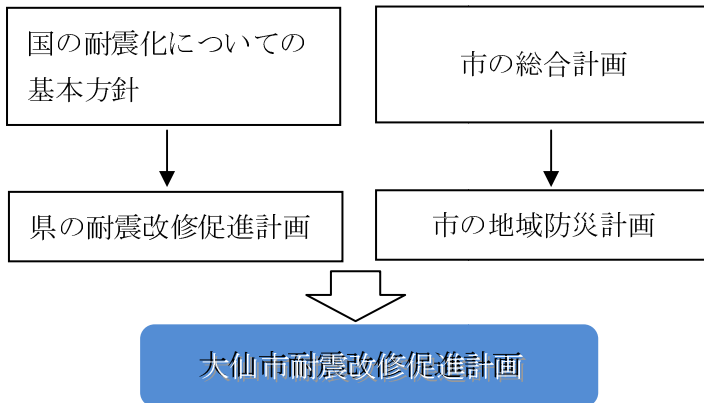 国の耐震化についての
基本方針
市の総合計画
県の耐震改修促進計画
市の地域防災計画
大仙市耐震改修促進計画